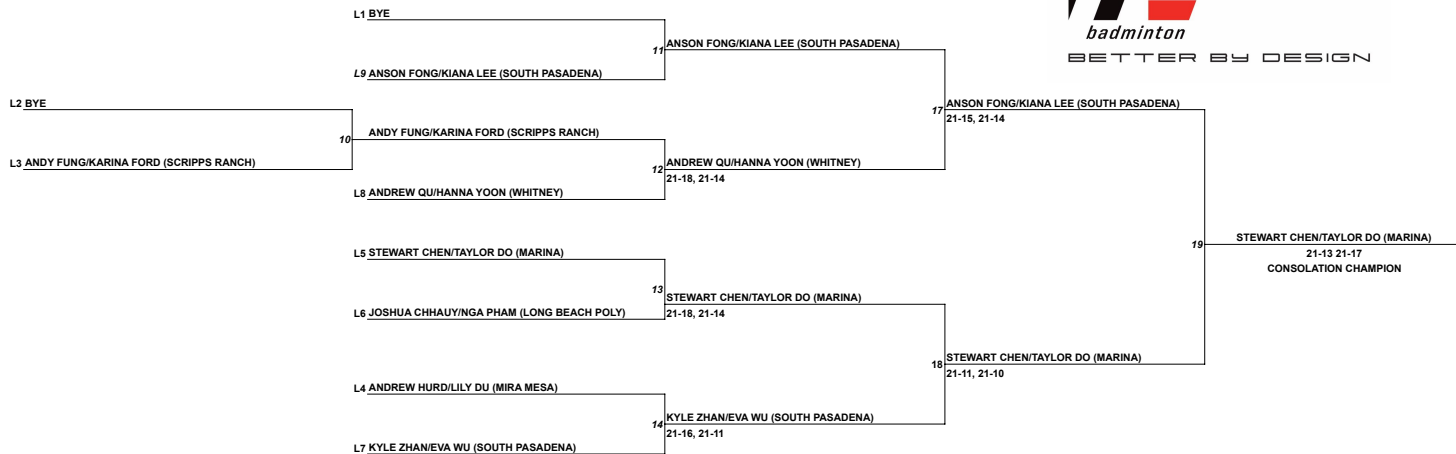 L1 BYE
badminton
ANSON FONG/KIANA LEE (SOUTH PASADENA)
11
BETTER BY DESIGN
L9 ANSON FONG/KIANA LEE (SOUTH PASADENA)
L2 BYE
ANSON FONG/KIANA LEE (SOUTH PASADENA)
17
21-15, 21-14
10
ANDY FUNG/KARINA FORD (SCRIPPS RANCH)
L3 ANDY FUNG/KARINA FORD (SCRIPPS RANCH)
12
ANDREW QU/HANNA YOON (WHITNEY)
21-18, 21-14
L8 ANDREW QU/HANNA YOON (WHITNEY)
19
STEWART CHEN/TAYLOR DO (MARINA)
21-13 21-17
CONSOLATION CHAMPION
L5 STEWART CHEN/TAYLOR DO (MARINA)
13
STEWART CHEN/TAYLOR DO (MARINA)
21-18, 21-14
L6 JOSHUA CHHAUY/NGA PHAM (LONG BEACH POLY)
18
STEWART CHEN/TAYLOR DO (MARINA)
21-11, 21-10
L4 ANDREW HURD/LILY DU (MIRA MESA)
14
KYLE ZHAN/EVA WU (SOUTH PASADENA)
21-16, 21-11
L7 KYLE ZHAN/EVA WU (SOUTH PASADENA)